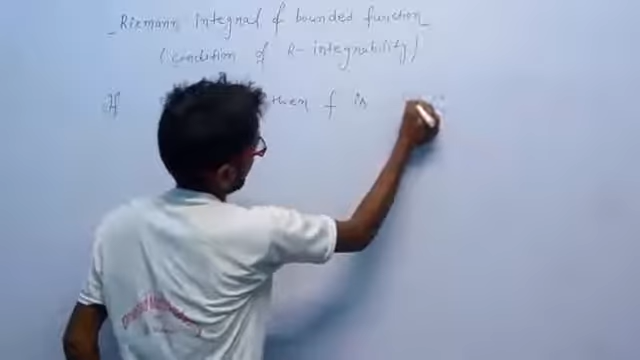 Riemann integral of bounded function
(condition of R-integrability)
If then f is